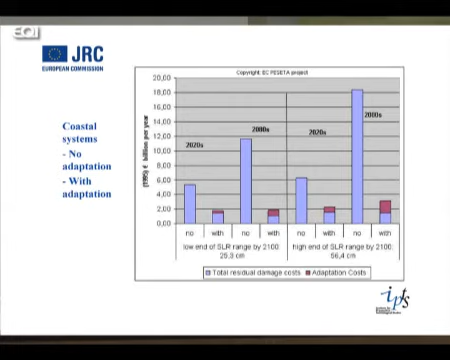 EQI
JRC
EUROPEAN COMMISSION
Coastal
systems
- No
adaptation
- With
adaptation
Copyright: EC PESETA project
(1995) € billion per year
20,00
18,00
16,00
14,00
12,00
10,00
8,00
6,00
4,00
2,00
0,00
2020s
2080s
2020s
2080s
no
with
no
with
no
with
no
with
low end of SLR range by 2100:
25,3 cm
high end of SLR range by 2100:
56,4 cm
Total residual damage costs
Adaptation Costs
ipts